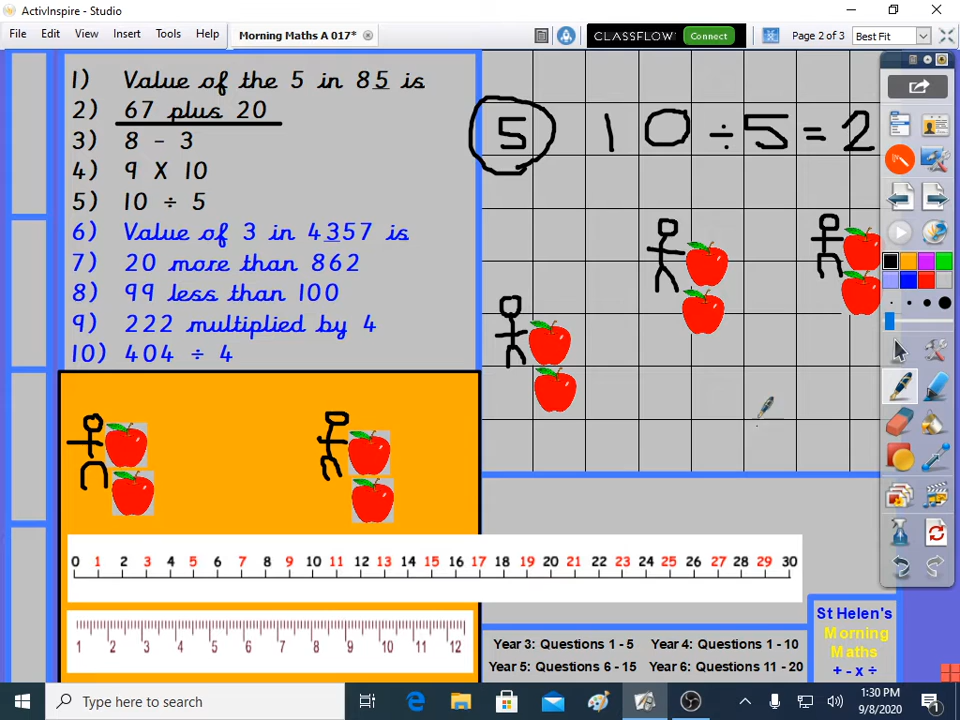 ActivInspire - Studio
File Edit View Insert Tools Help
Morning Maths A 017*
CLASSFLOW Connect
Page 2 of 3
Best Fit
1) Value of the 5 in 85 is
2) 67 plus 20
3) 8 - 3
4) 9 X 10
5) 10 ÷ 5
6) Value of 3 in 4357 is
7) 20 more than 862
8) 99 less than 100
9) 222 multiplied by 4
10) 404 ÷ 4
5 10÷5=2
0 1 2 3 4 5 6 7 8 9 10 11 12 13 14 15 16 17 18 19 20 21 22 23 24 25 26 27 28 29 30
1 2 3 4 5 6 7 8 9 10 11 12
Year 3: Questions 1 - 5 Year 4: Questions 1 - 10
Year 5: Questions 6 - 15 Year 6: Questions 11 - 20
St Helen's
Morning
Maths
+ - x ÷
Type here to search
1:30 PM
9/8/2020
1